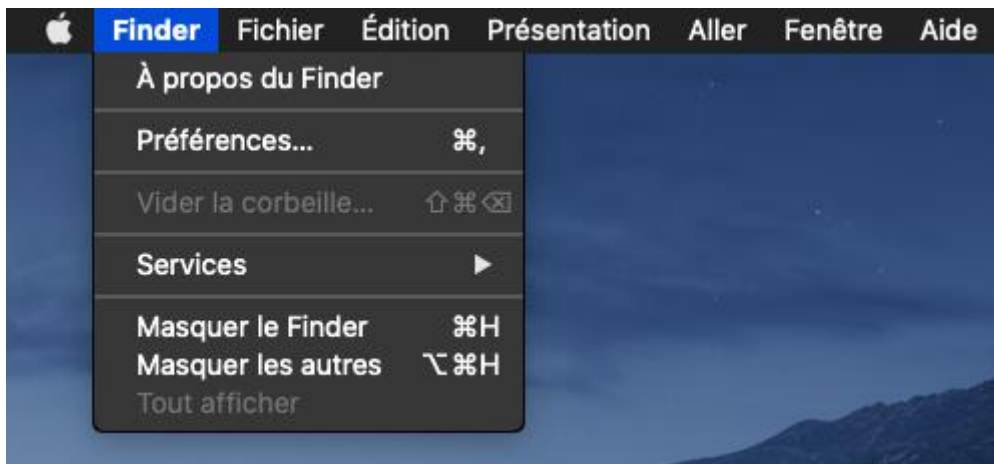 Finder Fichier Édition Présentation Aller Fenêtre Aide
À propos du Finder
Préférences... ⌘,
Vider la corbeille... ⇧⌘⌫
Services ▶
Masquer le Finder ⌘H
Masquer les autres ⌥⌘H
Tout afficher